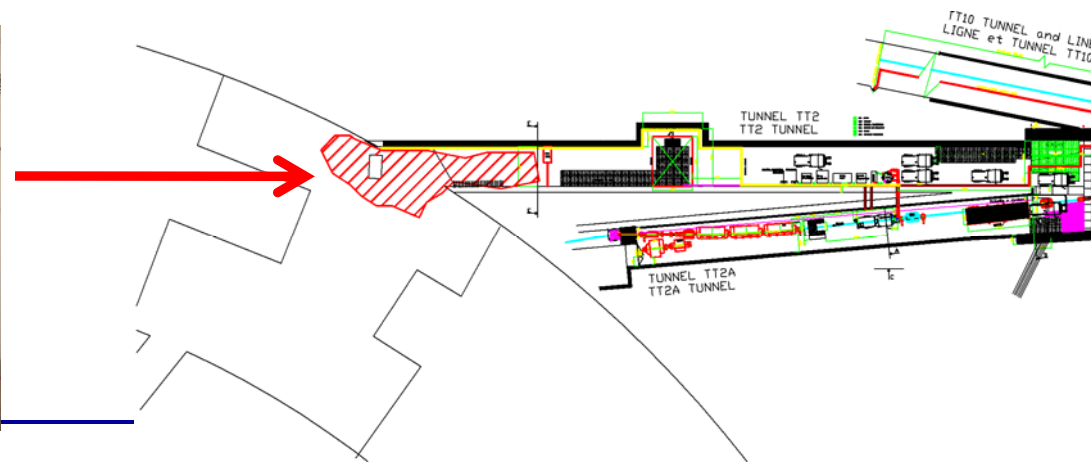 TT10 TUNNEL and LINE
LIGNE et TUNNEL TT10
TUNNEL TT2
TT2 TUNNEL
TUNNEL TT2A
TT2A TUNNEL